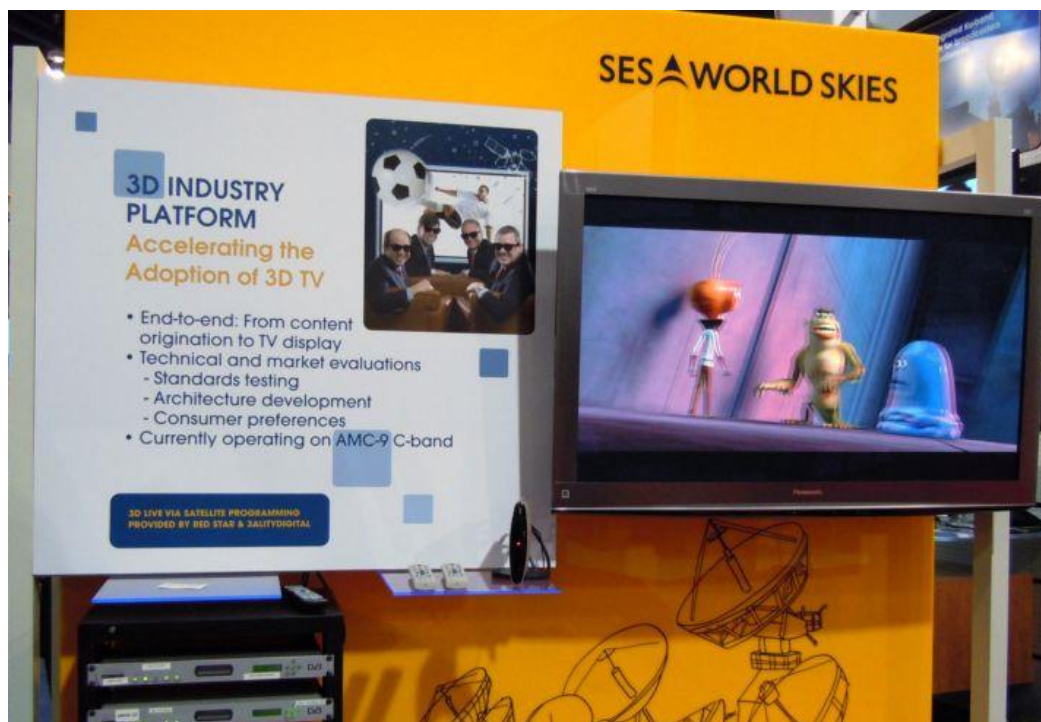 SES WORLD SKIES
3D INDUSTRY
PLATFORM
Accelerating the
Adoption of 3D TV
• End-to-end: From content
origination to TV display
• Technical and market evaluations
- Standards testing
- Architecture development
- Consumer preferences
• Currently operating on AMC-9 C-band
3D LIVE VIA SATELLITE PROGRAMMING
PROVIDED BY RED STAR & 3ALITYDIGITAL
Panasonic
DVB
DVB